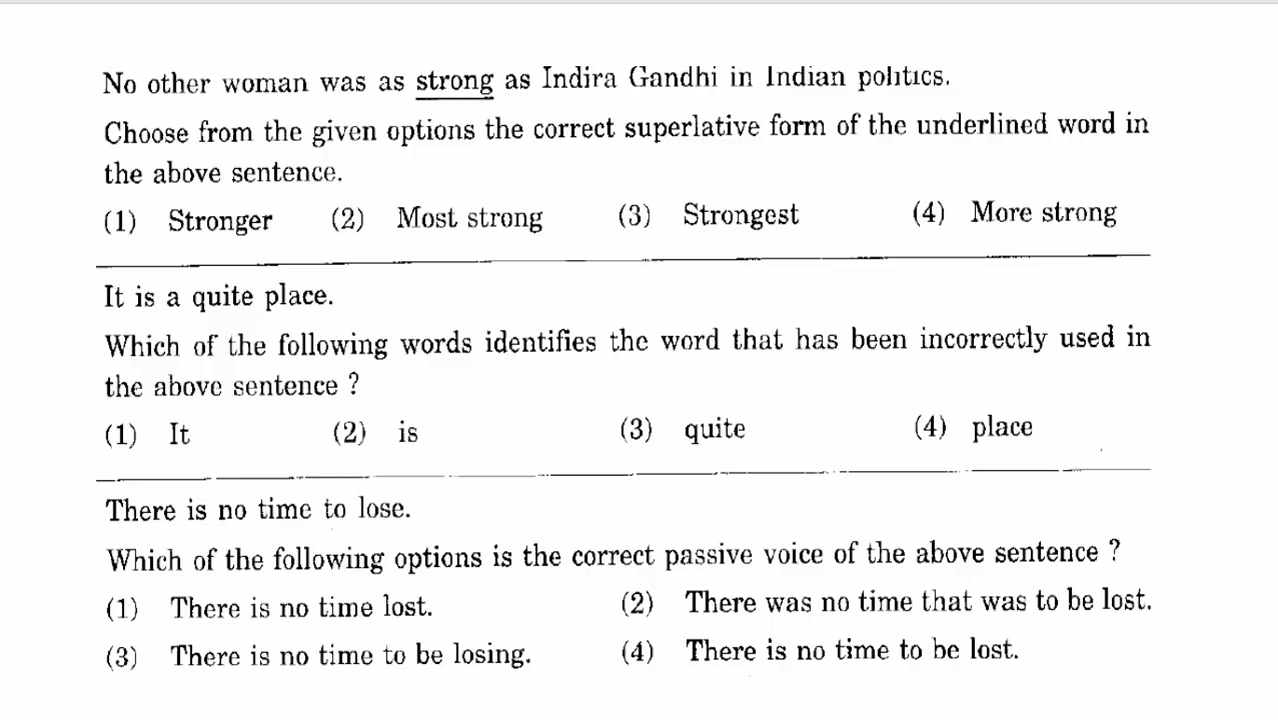 No other woman was as strong as Indira Gandhi in Indian politics.
Choose from the given options the correct superlative form of the underlined word in
the above sentence.
(1) Stronger (2) Most strong (3) Strongest (4) More strong
It is a quite place.
Which of the following words identifies the word that has been incorrectly used in
the above sentence ?
(1) It (2) is (3) quite (4) place
There is no time to lose.
Which of the following options is the correct passive voice of the above sentence ?
(1) There is no time lost. (2) There was no time that was to be lost.
(3) There is no time to be losing. (4) There is no time to be lost.